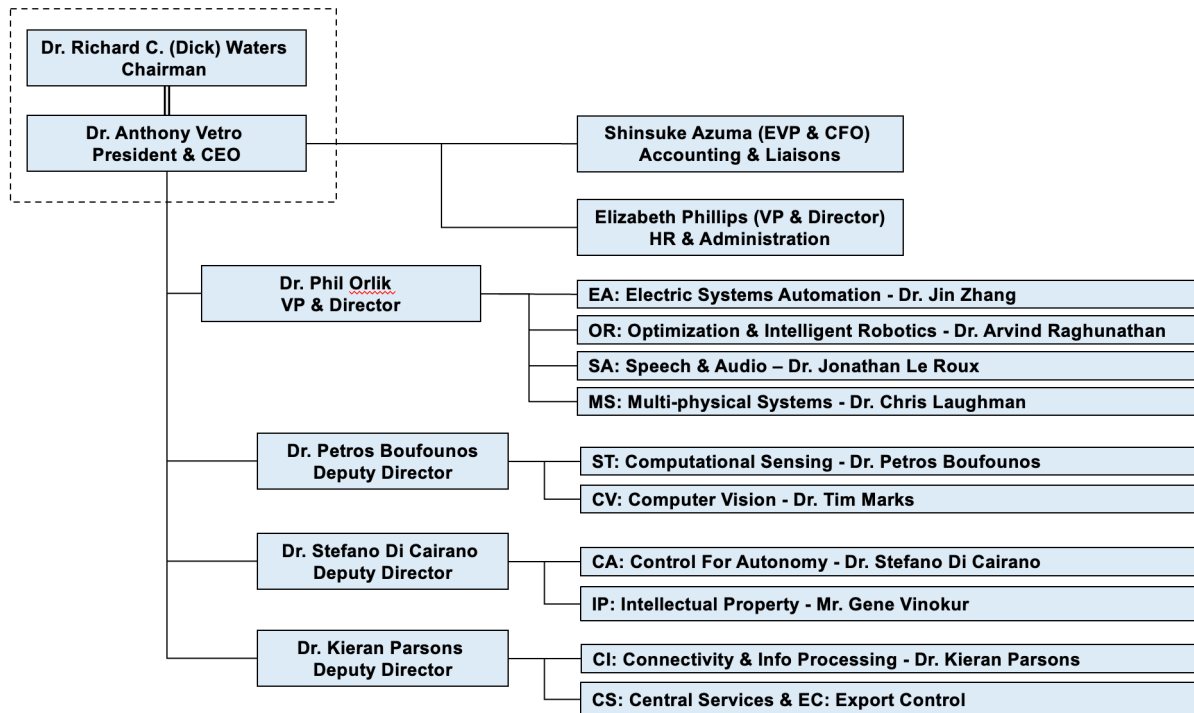 Dr. Richard C. (Dick) Waters
Chairman
Dr. Anthony Vetro
President & CEO
Shinsuke Azuma (EVP & CFO)
Accounting & Liaisons
Elizabeth Phillips (VP & Director)
HR & Administration
Dr. Phil Orlik
VP & Director
EA: Electric Systems Automation - Dr. Jin Zhang
OR: Optimization & Intelligent Robotics - Dr. Arvind Raghunathan
SA: Speech & Audio – Dr. Jonathan Le Roux
MS: Multi-physical Systems - Dr. Chris Laughman
Dr. Petros Boufounos
Deputy Director
ST: Computational Sensing - Dr. Petros Boufounos
CV: Computer Vision - Dr. Tim Marks
Dr. Stefano Di Cairano
Deputy Director
CA: Control For Autonomy - Dr. Stefano Di Cairano
IP: Intellectual Property - Mr. Gene Vinokur
Dr. Kieran Parsons
Deputy Director
CI: Connectivity & Info Processing - Dr. Kieran Parsons
CS: Central Services & EC: Export Control